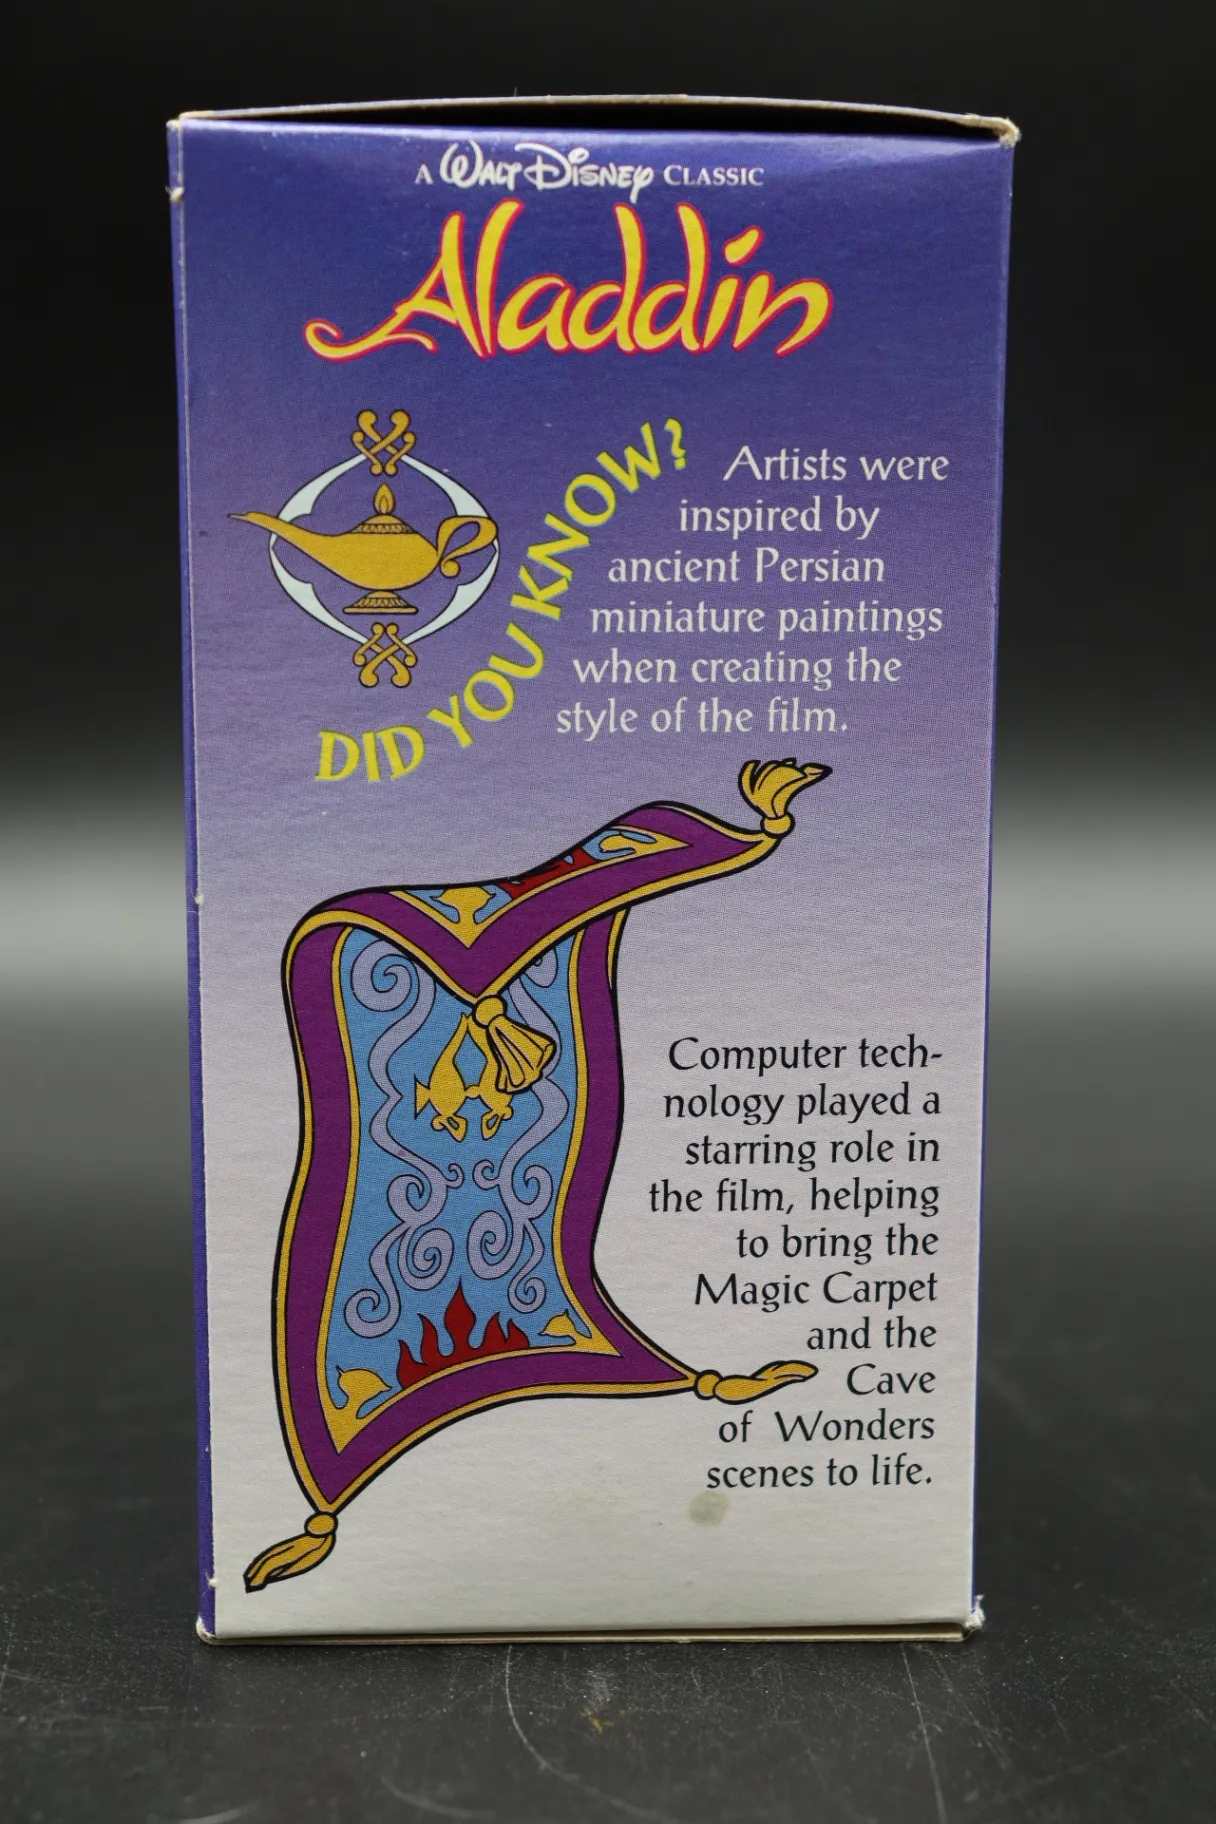 A Walt Disney Classic
Aladdin
DID YOU KNOW?
Artists were
inspired by
ancient Persian
miniature paintings
when creating the
style of the film.
Computer tech-
nology played a
starring role in
the film, helping
to bring the
Magic Carpet
and the
Cave
of Wonders
scenes to life.